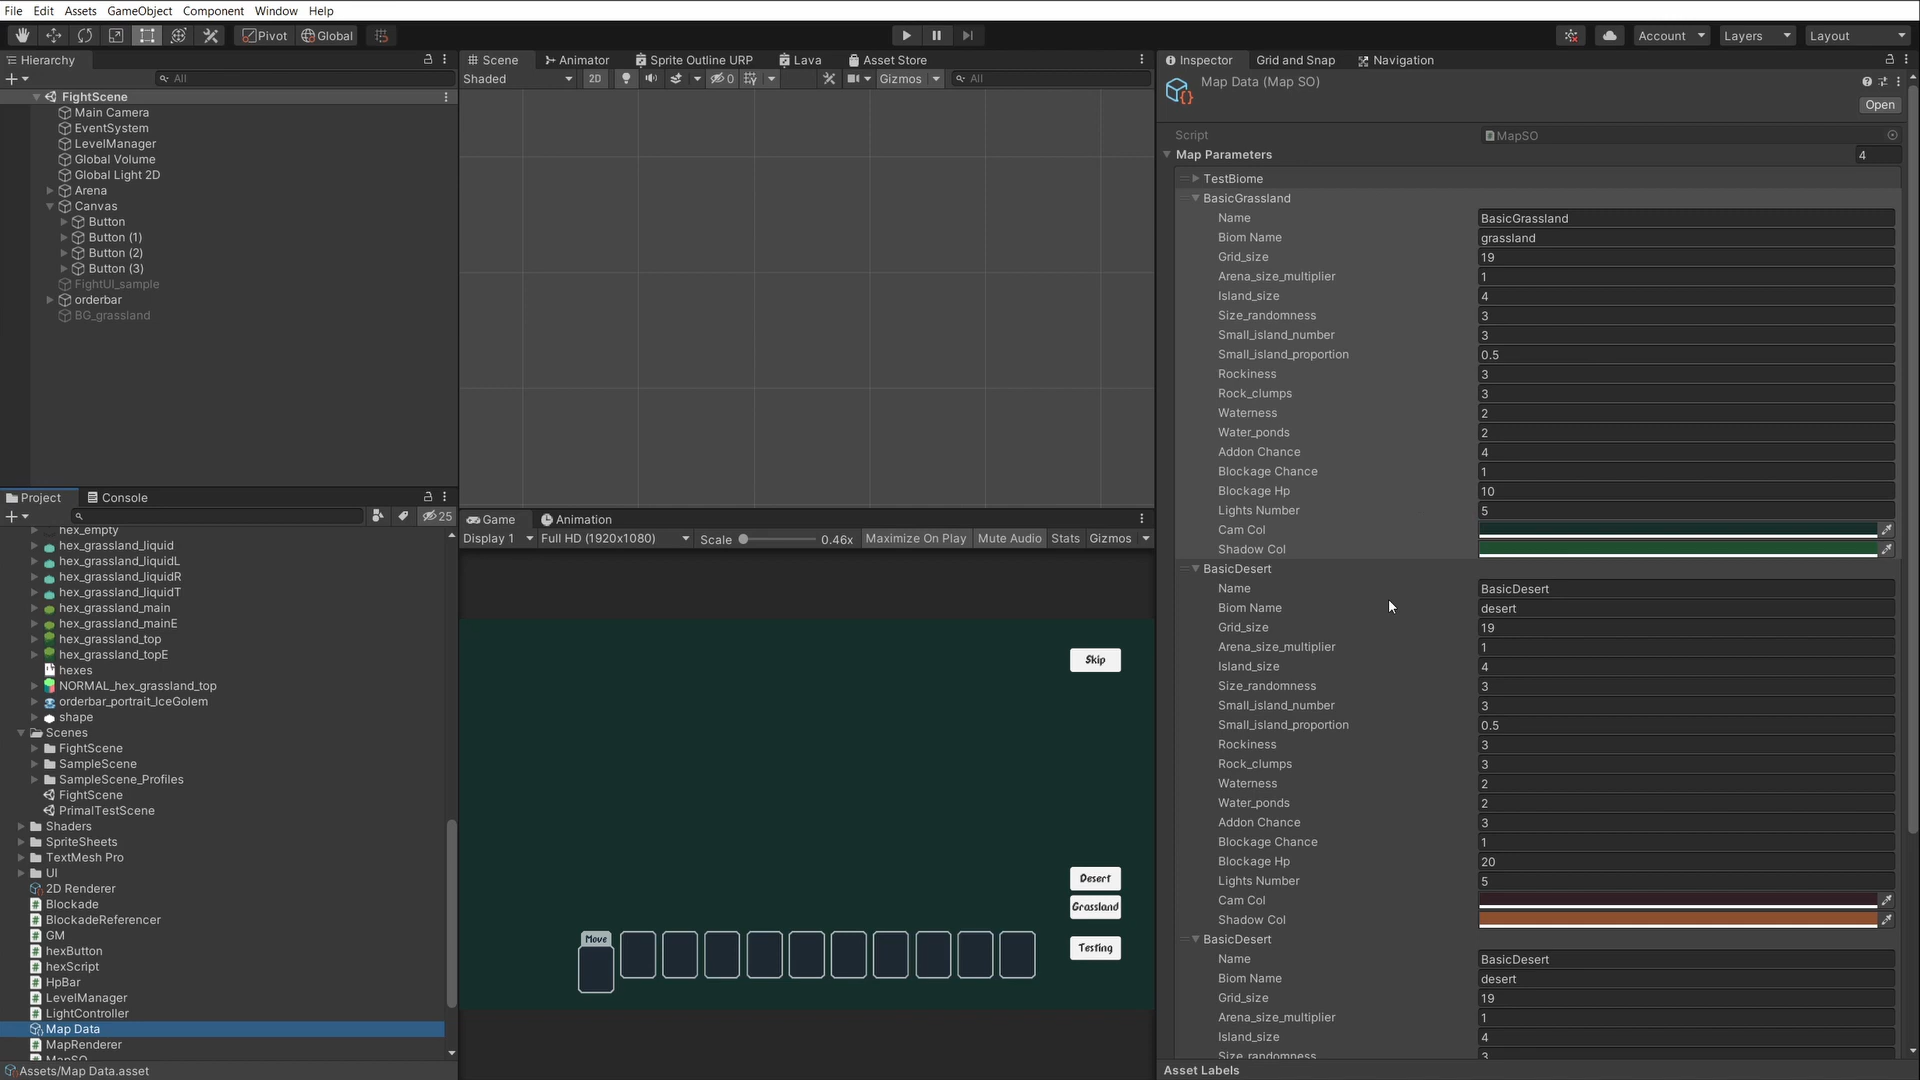 File Edit Assets GameObject Component Window Help
Pivot Global Account Layers Layout
Hierarchy
All
FightScene
Main Camera
EventSystem
LevelManager
Global Volume
Global Light 2D
Arena
Canvas
Button
Button (1)
Button (2)
Button (3)
FightUI_sample
orderbar
BG_grassland
Project Console
25
hex_empty
hex_grassland_liquid
hex_grassland_liquidL
hex_grassland_liquidR
hex_grassland_liquidT
hex_grassland_main
hex_grassland_mainE
hex_grassland_top
hex_grassland_topE
hexes
NORMAL_hex_grassland_top
orderbar_portrait_IceGolem
shape
Scenes
FightScene
SampleScene
SampleScene_Profiles
FightScene
PrimalTestScene
Shaders
SpriteSheets
TextMesh Pro
UI
2D Renderer
Blockade
BlockadeReferencer
GM
hexButton
hexScript
HpBar
LevelManager
LightController
Map Data
MapRenderer
MapSO
Assets/Map Data.asset
Scene Animator Sprite Outline URP Lava Asset Store
Shaded 2D 0 Gizmos All
Game Animation
Display 1 Full HD (1920x1080) Scale 0.46x Maximize On Play Mute Audio Stats Gizmos
Skip
Desert
Grassland
Testing
Move
Inspector Grid and Snap Navigation
Map Data (Map SO)
Open
Script MapSO
Map Parameters 4
TestBiome
BasicGrassland
Name BasicGrassland
Biom Name grassland
Grid_size 19
Arena_size_multiplier 1
Island_size 4
Size_randomness 3
Small_island_number 3
Small_island_proportion 0.5
Rockiness 3
Rock_clumps 3
Waterness 2
Water_ponds 2
Addon Chance 4
Blockage Chance 1
Blockage Hp 10
Lights Number 5
Cam Col
Shadow Col
BasicDesert
Name BasicDesert
Biom Name desert
Grid_size 19
Arena_size_multiplier 1
Island_size 4
Size_randomness 3
Small_island_number 3
Small_island_proportion 0.5
Rockiness 3
Rock_clumps 3
Waterness 2
Water_ponds 2
Addon Chance 3
Blockage Chance 1
Blockage Hp 20
Lights Number 5
Cam Col
Shadow Col
BasicDesert
Name BasicDesert
Biom Name desert
Grid_size 19
Arena_size_multiplier 1
Island_size 4
Size_randomness 3
Asset Labels